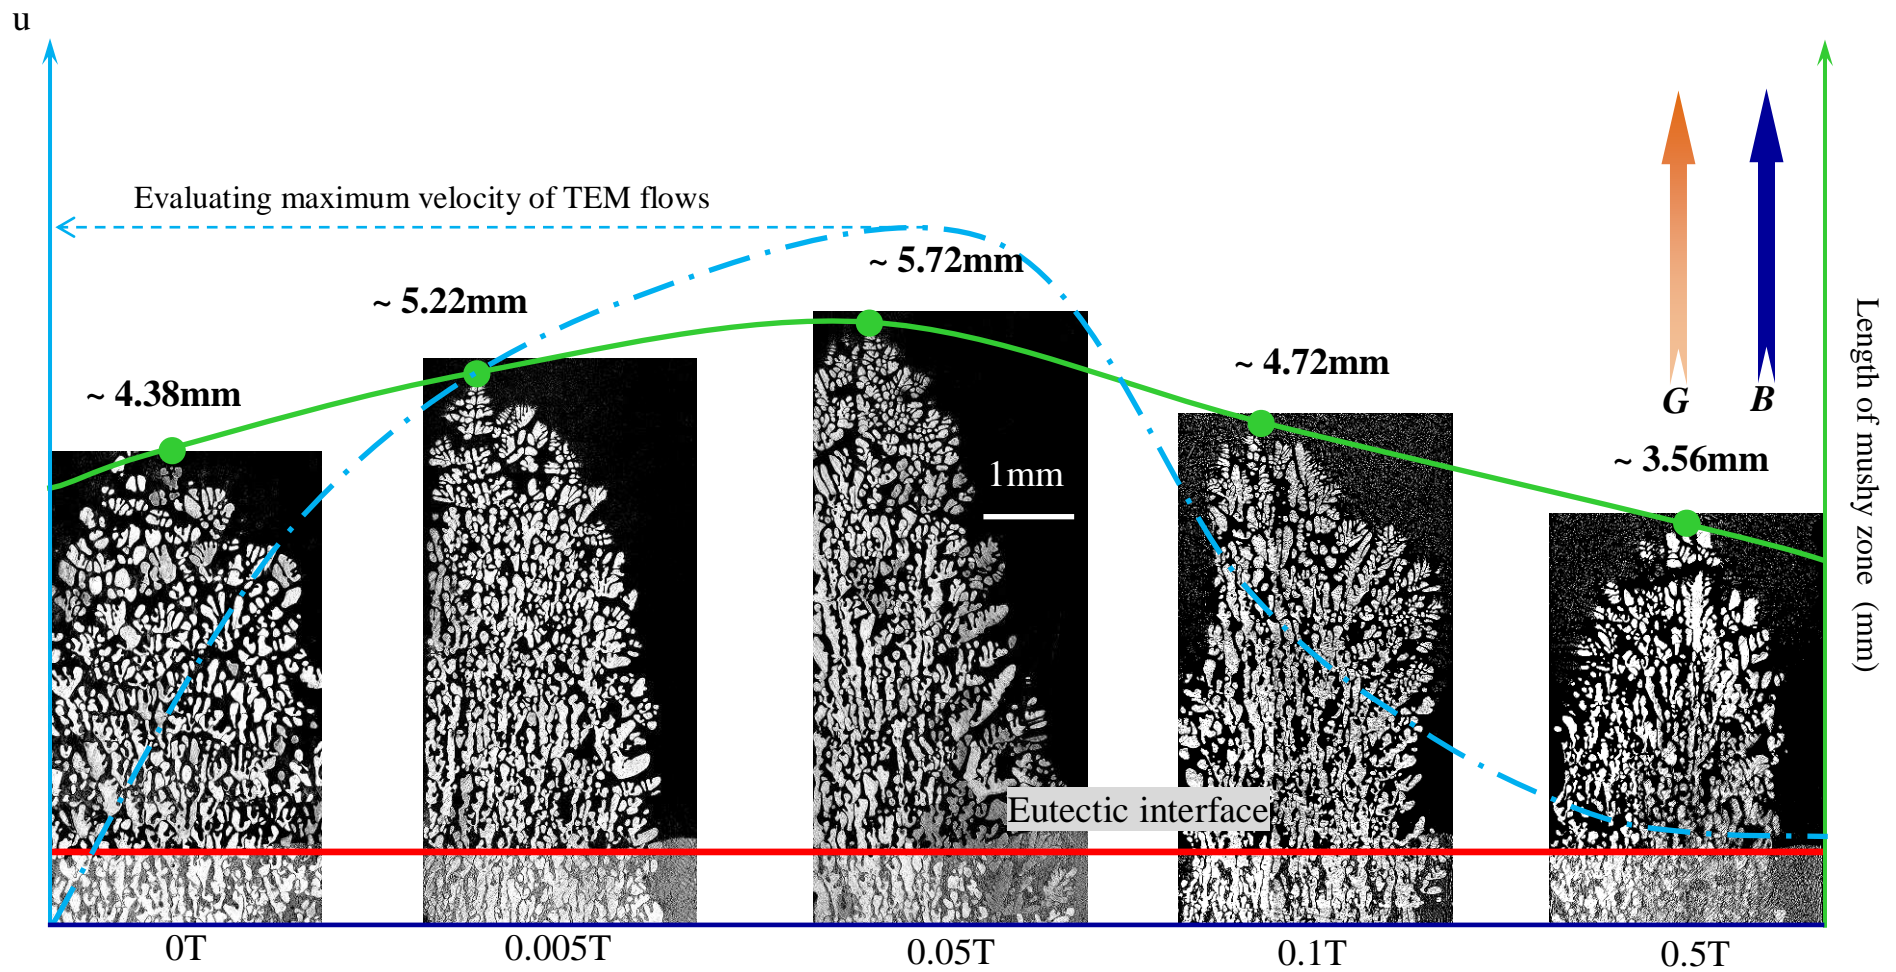 u
Evaluating maximum velocity of TEM flows
~ 5.72mm
~ 5.22mm
~ 4.72mm
~ 4.38mm
G
B
~ 3.56mm
1mm
Length of mushy zone (mm)
Eutectic interface
0T
0.005T
0.05T
0.1T
0.5T